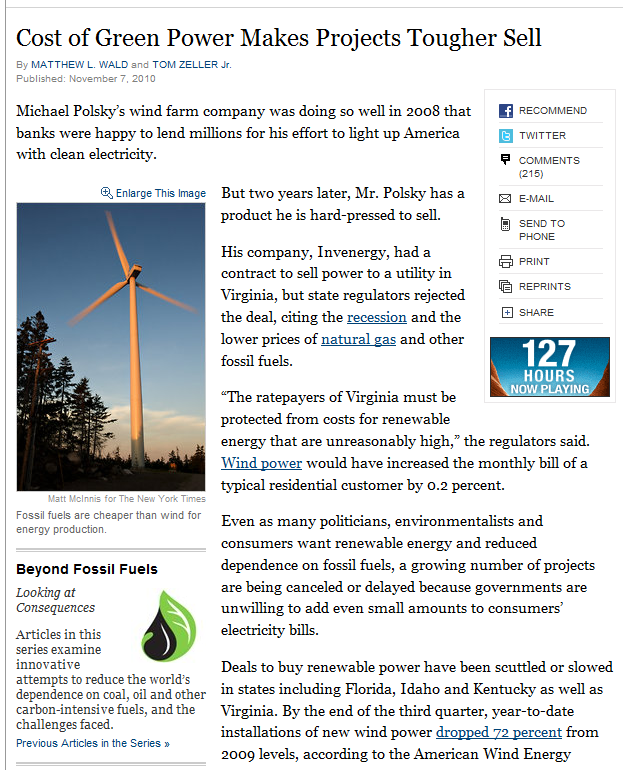 Cost of Green Power Makes Projects Tougher Sell
By MATTHEW L. WALD and TOM ZELLER Jr.
Published: November 7, 2010
Michael Polsky’s wind farm company was doing so well in 2008 that
banks were happy to lend millions for his effort to light up America
with clean electricity.
RECOMMEND
TWITTER
COMMENTS
(215)
E-MAIL
SEND TO
PHONE
PRINT
REPRINTS
SHARE
127
HOURS
NOW PLAYING
Enlarge This Image
Matt McInnis for The New York Times
Fossil fuels are cheaper than wind for
energy production.
Beyond Fossil Fuels
Looking at
Consequences
Articles in this
series examine
innovative
attempts to reduce the world’s
dependence on coal, oil and other
carbon-intensive fuels, and the
challenges faced.
Previous Articles in the Series »
But two years later, Mr. Polsky has a
product he is hard-pressed to sell.
His company, Invenergy, had a
contract to sell power to a utility in
Virginia, but state regulators rejected
the deal, citing the recession and the
lower prices of natural gas and other
fossil fuels.
“The ratepayers of Virginia must be
protected from costs for renewable
energy that are unreasonably high,” the regulators said.
Wind power would have increased the monthly bill of a
typical residential customer by 0.2 percent.
Even as many politicians, environmentalists and
consumers want renewable energy and reduced
dependence on fossil fuels, a growing number of projects
are being canceled or delayed because governments are
unwilling to add even small amounts to consumers’
electricity bills.
Deals to buy renewable power have been scuttled or slowed
in states including Florida, Idaho and Kentucky as well as
Virginia. By the end of the third quarter, year-to-date
installations of new wind power dropped 72 percent from
2009 levels, according to the American Wind Energy